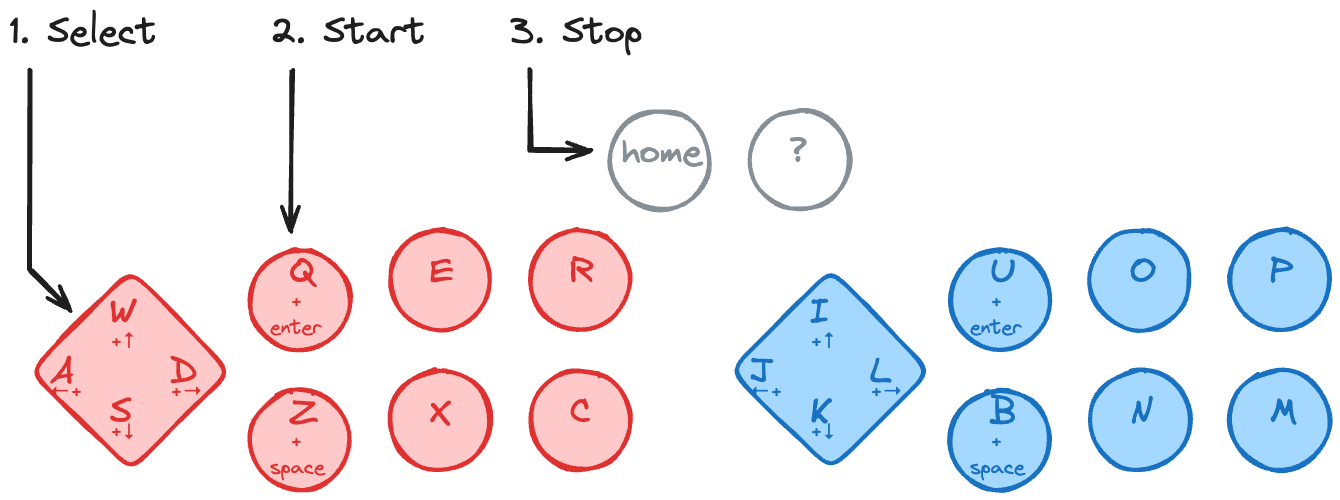 1. Select
2. Start
3. Stop
home
?
W
+↑
A
←+
D
+→
S
+↓
Q
+
enter
E
R
Z
+
space
X
C
I
+↑
J
←+
L
+→
K
+↓
U
+
enter
O
P
B
+
space
N
M